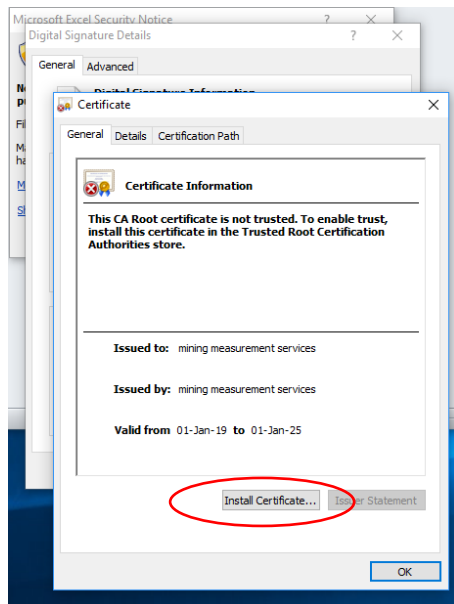 Microsoft Excel Security Notice ? X
Digital Signature Details ? X
General Advanced
Digital Signature Information
Certificate X
General Details Certification Path
Certificate Information
This CA Root certificate is not trusted. To enable trust,
install this certificate in the Trusted Root Certification
Authorities store.
Issued to: mining measurement services
Issued by: mining measurement services
Valid from 01-Jan-19 to 01-Jan-25
Install Certificate... Issuer Statement
OK